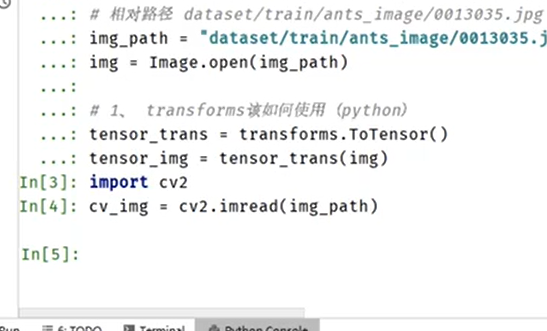 ...: # 相对路径 dataset/train/ants_image/0013035.jpg
...: img_path = "dataset/train/ants_image/0013035.j
...: img = Image.open(img_path)
...:
...: # 1、 transforms该如何使用（python）
...: tensor_trans = transforms.ToTensor()
...: tensor_img = tensor_trans(img)
In[3]: import cv2
In[4]: cv_img = cv2.imread(img_path)
In[5]:
Run 6: TODO Terminal Python Console